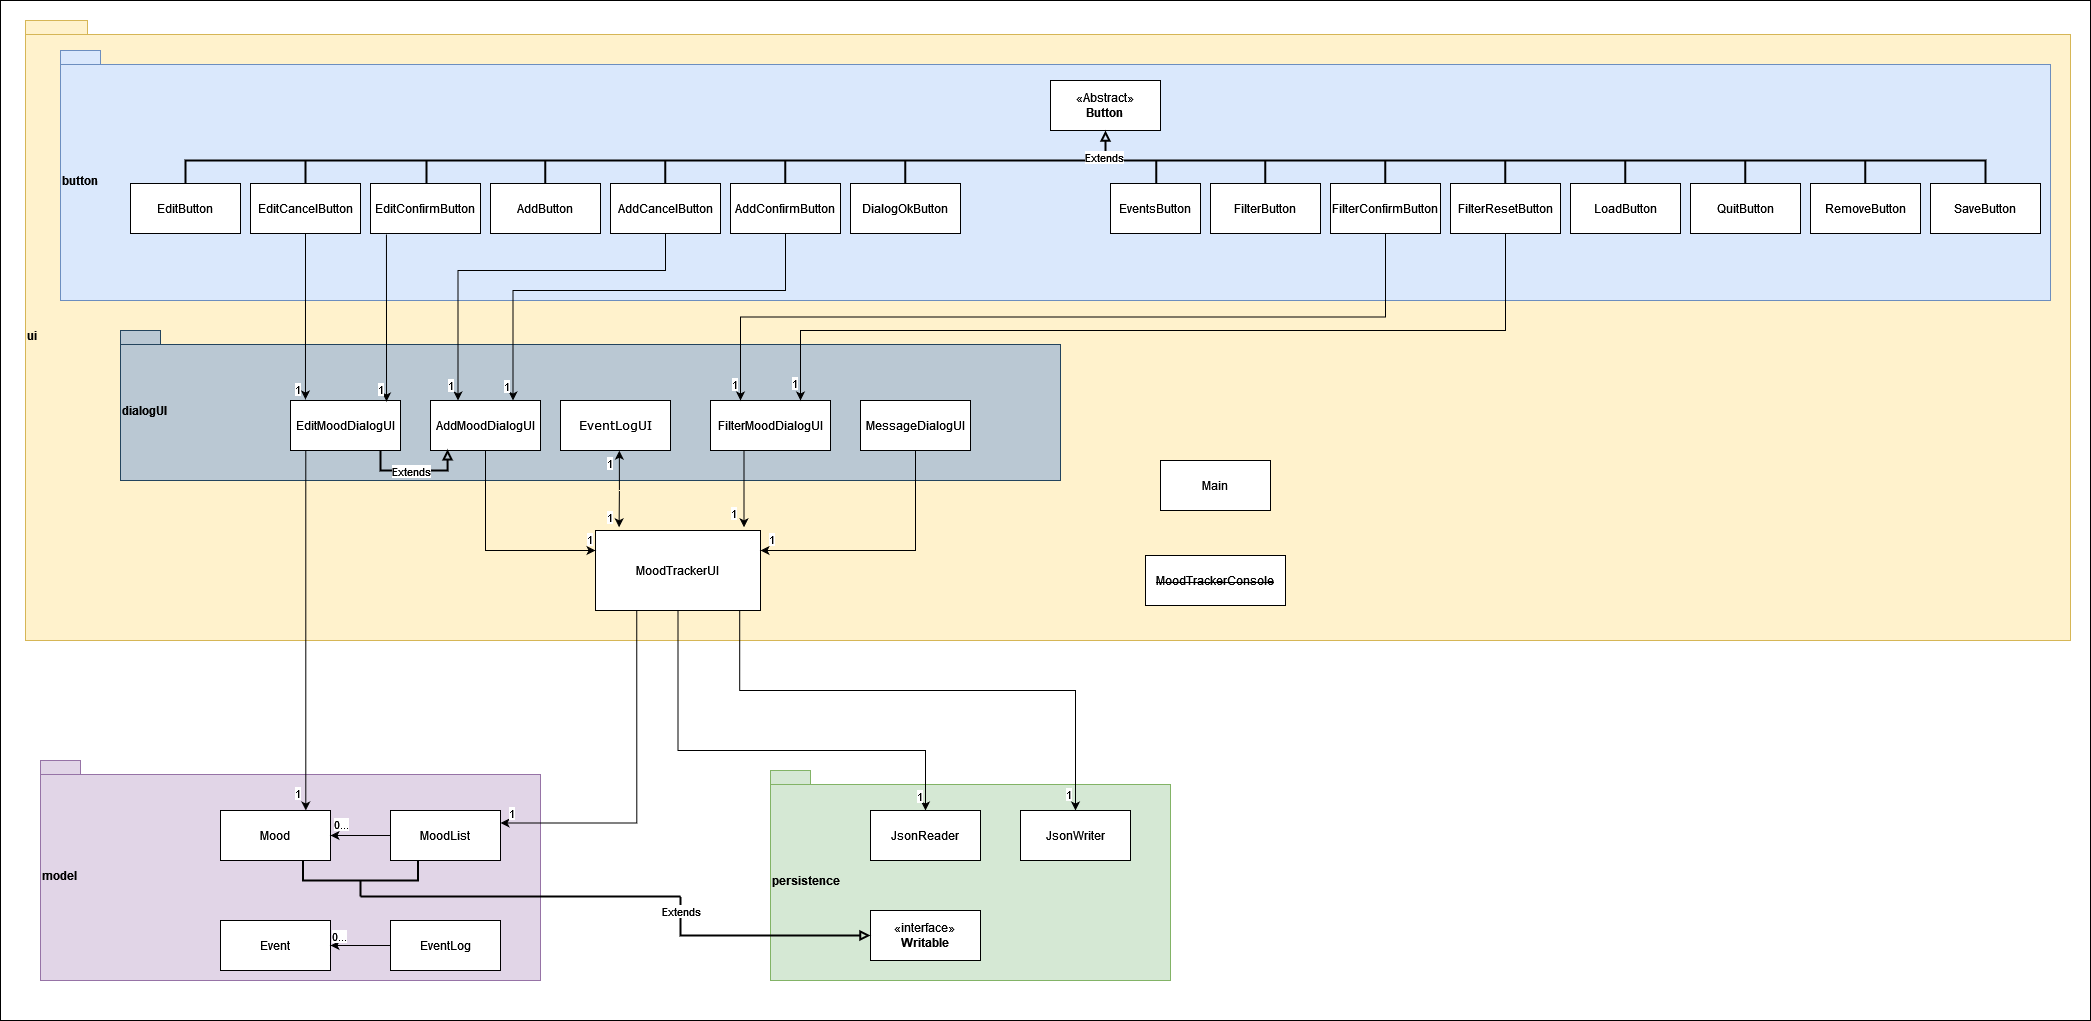 «Abstract»
Button
Extends
button
EditButton
EditCancelButton
EditConfirmButton
AddButton
AddCancelButton
AddConfirmButton
DialogOkButton
EventsButton
FilterButton
FilterConfirmButton
FilterResetButton
LoadButton
QuitButton
RemoveButton
SaveButton
ui
dialogUI
1
1
1
1
1
1
EditMoodDialogUI
AddMoodDialogUI
EventLogUI
FilterMoodDialogUI
MessageDialogUI
Extends
1
1
1
1
1
MoodTrackerUI
Main
MoodTrackerConsole
model
1
Mood
0...
MoodList
1
Event
0...
EventLog
Extends
persistence
1
JsonReader
1
JsonWriter
«interface»
Writable